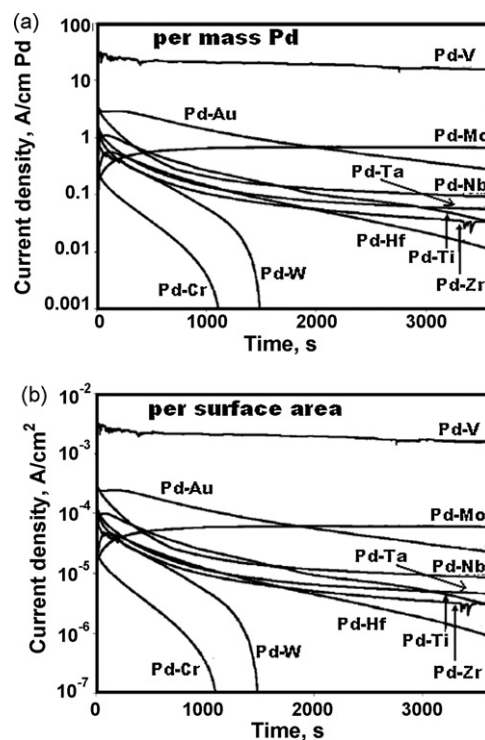 (a)
per mass Pd
Current density, A/cm Pd
100
10
1
0.1
0.01
0.001
Pd-V
Pd-Au
Pd-Mo
Pd-Ta
Pd-Nb
Pd-Hf
Pd-Ti
Pd-Zr
Pd-W
Pd-Cr
0
1000
2000
3000
Time, s
(b)
per surface area
Current density, A/cm²
10⁻²
10⁻³
10⁻⁴
10⁻⁵
10⁻⁶
10⁻⁷
Pd-V
Pd-Au
Pd-Mo
Pd-Ta
Pd-Nb
Pd-Hf
Pd-Ti
Pd-Zr
Pd-W
Pd-Cr
0
1000
2000
3000
Time, s